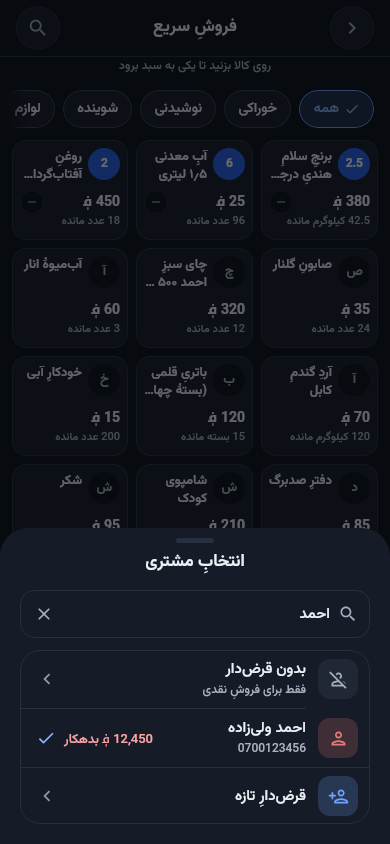 فروشِ سریع
روی کالا بزنید تا یکی به سبد برود
همه
خوراکی
نوشیدنی
شوینده
لوازم
2.5
برنجِ سلامِ
هندیِ درجـ...
380 ؋
42.5 کیلوگرم مانده
6
آبِ معدنی
۱٫۵ لیتری
25 ؋
96 عدد مانده
2
روغنِ
آفتاب‌گردا...
450 ؋
18 عدد مانده
ص
صابونِ گلنار
35 ؋
24 عدد مانده
چ
چای سبزِ
احمد ۵۰۰ ...
320 ؋
12 عدد مانده
آ
آب‌میوهٔ انار
60 ؋
3 عدد مانده
آ
آردِ گندمِ
کابل
70 ؋
120 کیلوگرم مانده
ب
باتریِ قلمی
(بستهٔ چها...
120 ؋
15 بسته مانده
خ
خودکارِ آبی
15 ؋
200 عدد مانده
د
دفترِ صدبرگ
85 ؋
ش
شامپوی
کودک
210 ؋
ش
شکر
95 ؋
انتخابِ مشتری
احمد
بدون قرض‌دار
فقط برای فروشِ نقدی
احمد ولی‌زاده
0700123456
12,450 ؋ بدهکار
قرض‌دارِ تازه